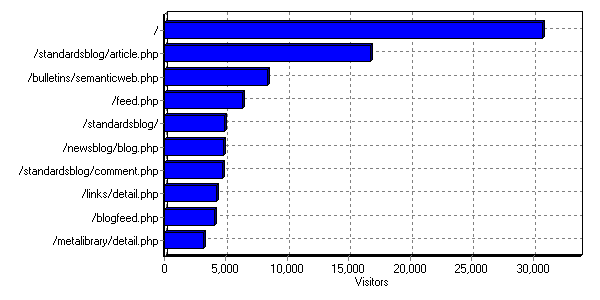 /
/standardsblog/article.php
/bulletins/semanticweb.php
/feed.php
/standardsblog/
/newsblog/blog.php
/standardsblog/comment.php
/links/detail.php
/blogfeed.php
/metalibrary/detail.php
0 5,000 10,000 15,000 20,000 25,000 30,000
Visitors